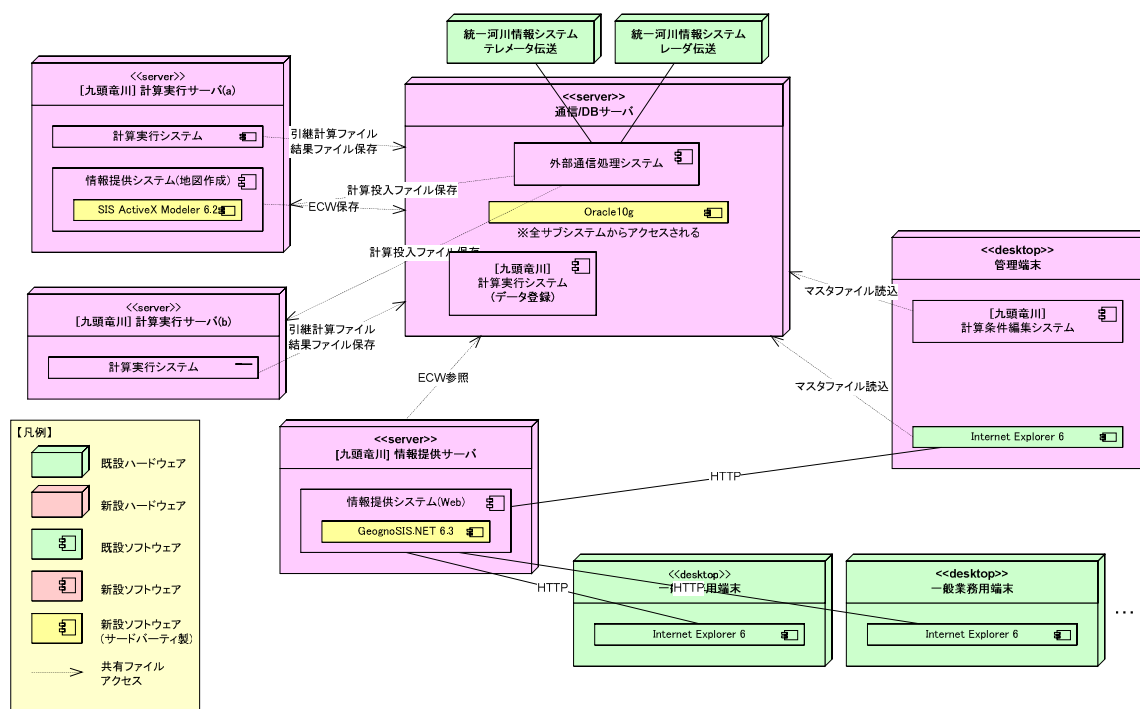 統一河川情報システム
テレメータ伝送
統一河川情報システム
レーダ伝送
<<server>>
[九頭竜川] 計算実行サーバ(a)
計算実行システム
情報提供システム(地図作成)
SIS ActiveX Modeler 6.2
<<server>>
通信/DBサーバ
外部通信処理システム
Oracle10g
※全サブシステムからアクセスされる
[九頭竜川]
計算実行システム
(データ登録)
引継計算ファイル
結果ファイル保存
計算投入ファイル保存
ECW保存
計算投入ファイル保存
<<server>>
[九頭竜川] 計算実行サーバ(b)
計算実行システム
引継計算ファイル
結果ファイル保存
ECW参照
<<desktop>>
管理端末
[九頭竜川]
計算条件編集システム
Internet Explorer 6
マスタファイル読込
マスタファイル読込
<<server>>
[九頭竜川] 情報提供サーバ
情報提供システム(Web)
GeognoSIS.NET 6.3
HTTP
HTTP
HTTP
<<desktop>>
一般業務用端末
Internet Explorer 6
<<desktop>>
一般業務用端末
Internet Explorer 6
…
【凡例】
既設ハードウェア
新設ハードウェア
既設ソフトウェア
新設ソフトウェア
新設ソフトウェア
(サードパーティ製)
共有ファイル
アクセス